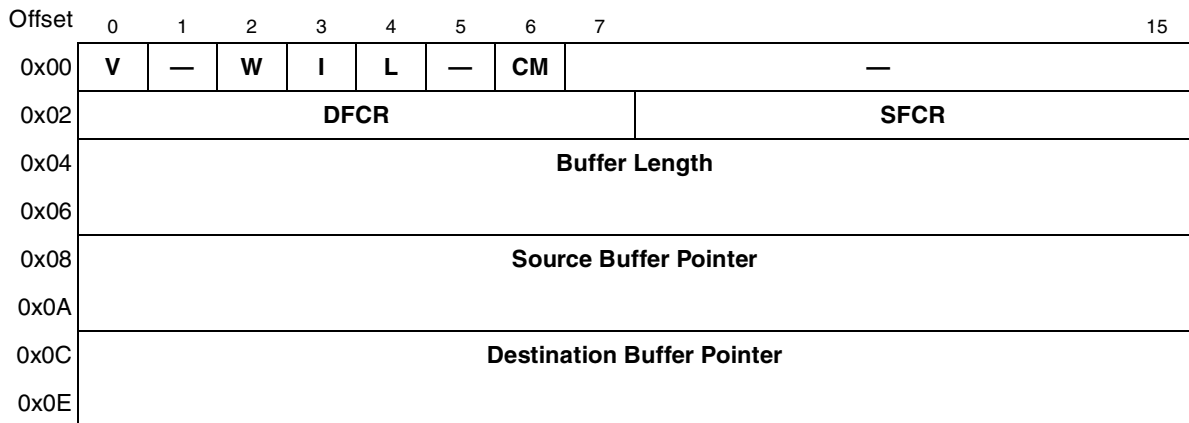 Offset 0 1 2 3 4 5 6 7 15
0x00 V — W I L — CM —
0x02 DFCR SFCR
0x04 Buffer Length
0x06
0x08 Source Buffer Pointer
0x0A
0x0C Destination Buffer Pointer
0x0E